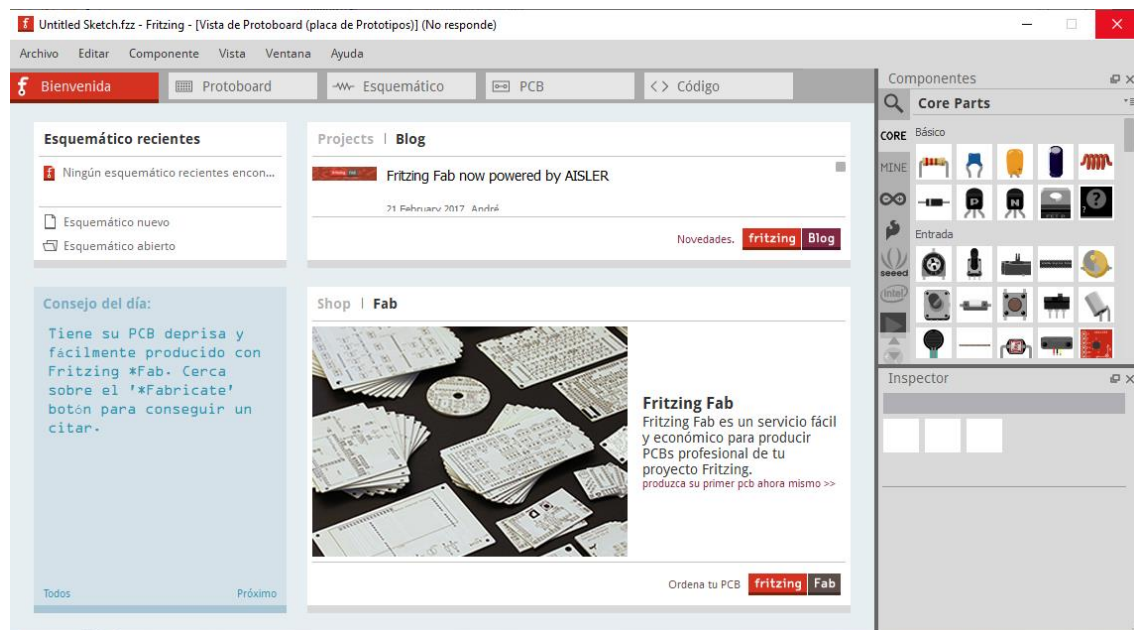 Untitled Sketch.fzz - Fritzing - [Vista de Protoboard (placa de Prototipos)] (No responde)
Archivo Editar Componente Vista Ventana Ayuda
Bienvenida Protoboard Esquemático PCB Código
Esquemático recientes
Ningún esquemático recientes encon...
Esquemático nuevo
Esquemático abierto
Projects | Blog
Fritzing Fab now powered by AISLER
21 February 2017 André
Novedades. fritzing Blog
Consejo del día:
Tiene su PCB deprisa y
fácilmente producido con
Fritzing *Fab. Cerca
sobre el '*Fabricate'
botón para conseguir un
citar.
Todos Próximo
Shop | Fab
Fritzing Fab
Fritzing Fab es un servicio fácil
y económico para producir
PCBs profesional de tu
proyecto Fritzing.
produzca su primer pcb ahora mismo >>
Ordena tu PCB fritzing Fab
Componentes
Core Parts
CORE
MINE
seeed
intel
Básico
P
N
?
Entrada
Inspector